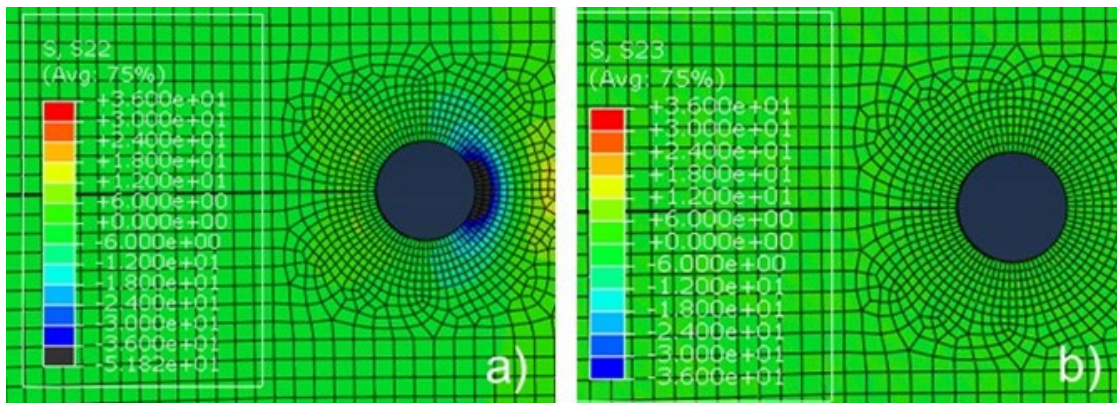 S, S22
(Avg: 75%)
+3.600e+01
+3.000e+01
+2.400e+01
+1.800e+01
+1.200e+01
+6.000e+00
+0.000e+00
-6.000e+00
-1.200e+01
-1.800e+01
-2.400e+01
-3.000e+01
-3.600e+01
-5.182e+01
a)
S, S23
(Avg: 75%)
+3.600e+01
+3.000e+01
+2.400e+01
+1.800e+01
+1.200e+01
+6.000e+00
+0.000e+00
-6.000e+00
-1.200e+01
-1.800e+01
-2.400e+01
-3.000e+01
-3.600e+01
b)